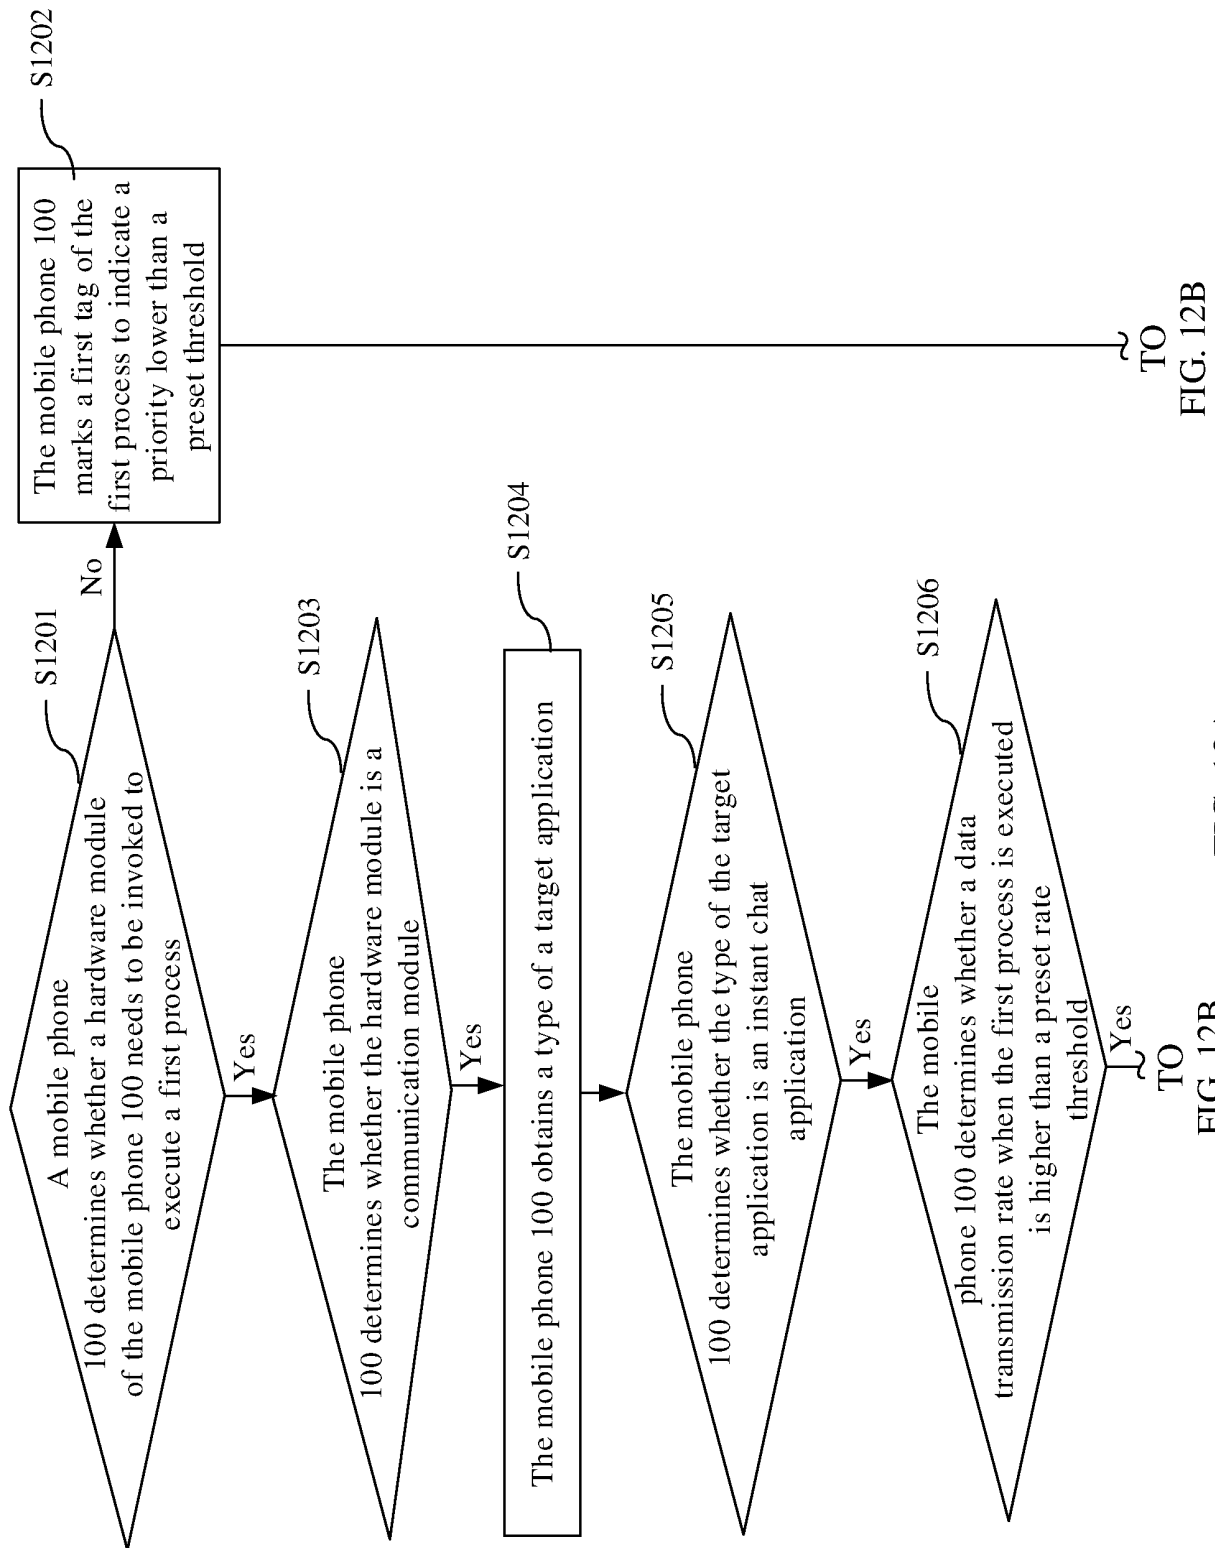 S1201
A mobile phone
100 determines whether a hardware module
of the mobile phone 100 needs to be invoked to
execute a first process
No
S1202
The mobile phone 100
marks a first tag of the
first process to indicate a
priority lower than a
preset threshold
Yes
S1203
The mobile phone
100 determines whether the hardware module is a
communication module
Yes
S1204
The mobile phone 100 obtains a type of a target application
S1205
The mobile phone
100 determines whether the type of the target
application is an instant chat
application
Yes
S1206
The mobile
phone 100 determines whether a data
transmission rate when the first process is executed
is higher than a preset rate
threshold
Yes
TO
FIG. 12B
TO
FIG. 12B